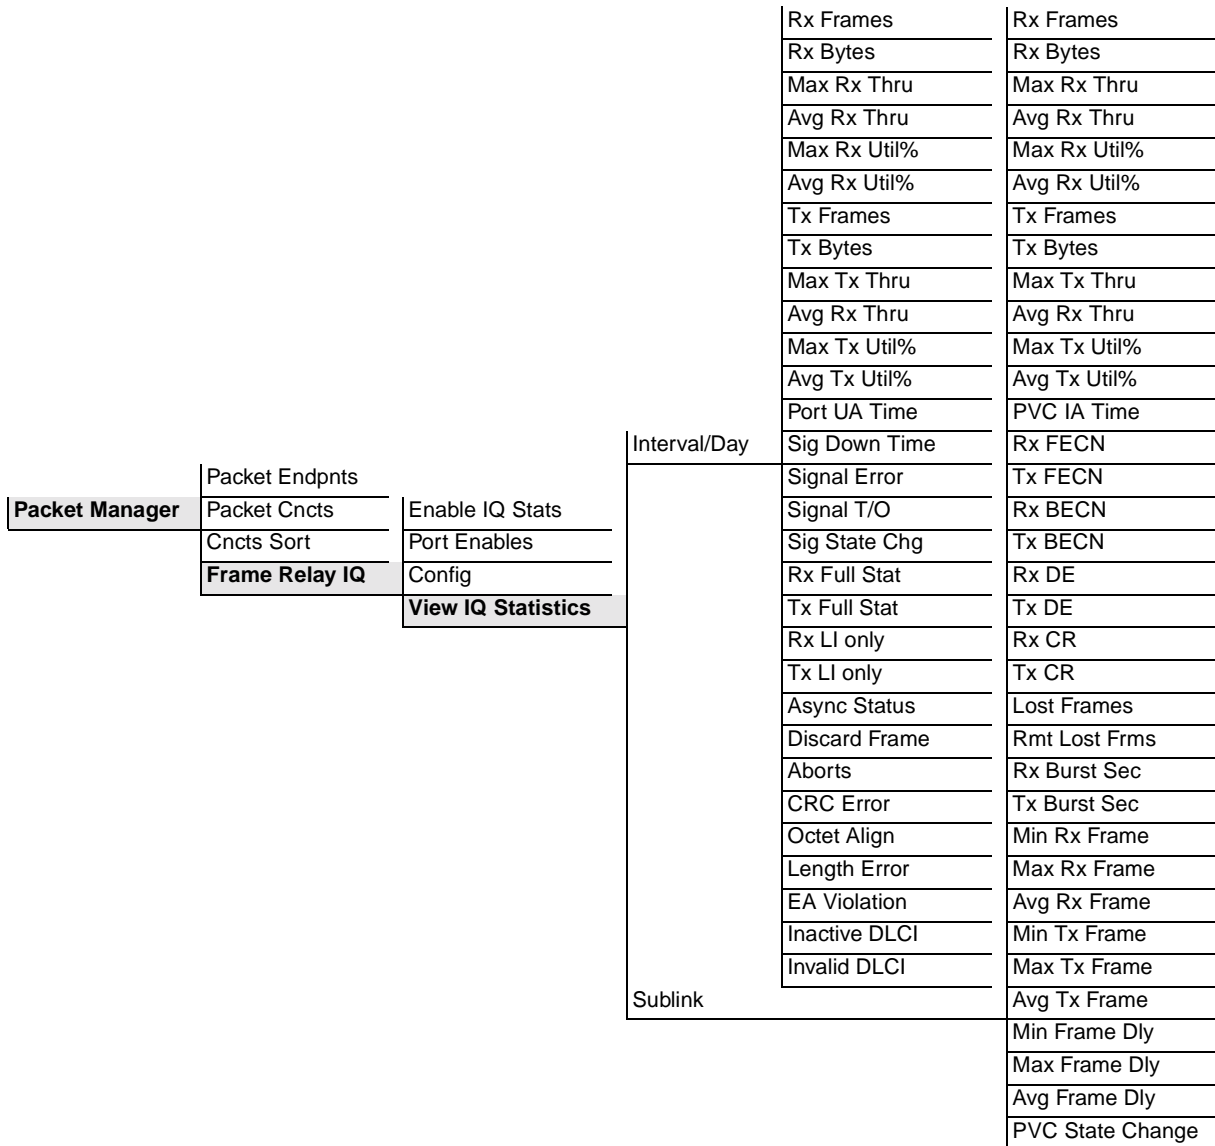 Rx Frames Rx Frames
Rx Bytes Rx Bytes
Max Rx Thru Max Rx Thru
Avg Rx Thru Avg Rx Thru
Max Rx Util% Max Rx Util%
Avg Rx Util% Avg Rx Util%
Tx Frames Tx Frames
Tx Bytes Tx Bytes
Max Tx Thru Max Tx Thru
Avg Rx Thru Avg Rx Thru
Max Tx Util% Max Tx Util%
Avg Tx Util% Avg Tx Util%
Port UA Time PVC IA Time
Interval/Day Sig Down Time Rx FECN
Packet Endpnts Signal Error Tx FECN
Packet Manager Packet Cncts Enable IQ Stats Signal T/O Rx BECN
Cncts Sort Port Enables Sig State Chg Tx BECN
Frame Relay IQ Config Rx Full Stat Rx DE
View IQ Statistics Tx Full Stat Tx DE
Rx LI only Rx CR
Tx LI only Tx CR
Async Status Lost Frames
Discard Frame Rmt Lost Frms
Aborts Rx Burst Sec
CRC Error Tx Burst Sec
Octet Align Min Rx Frame
Length Error Max Rx Frame
EA Violation Avg Rx Frame
Inactive DLCI Min Tx Frame
Invalid DLCI Max Tx Frame
Sublink Avg Tx Frame
Min Frame Dly
Max Frame Dly
Avg Frame Dly
PVC State Change